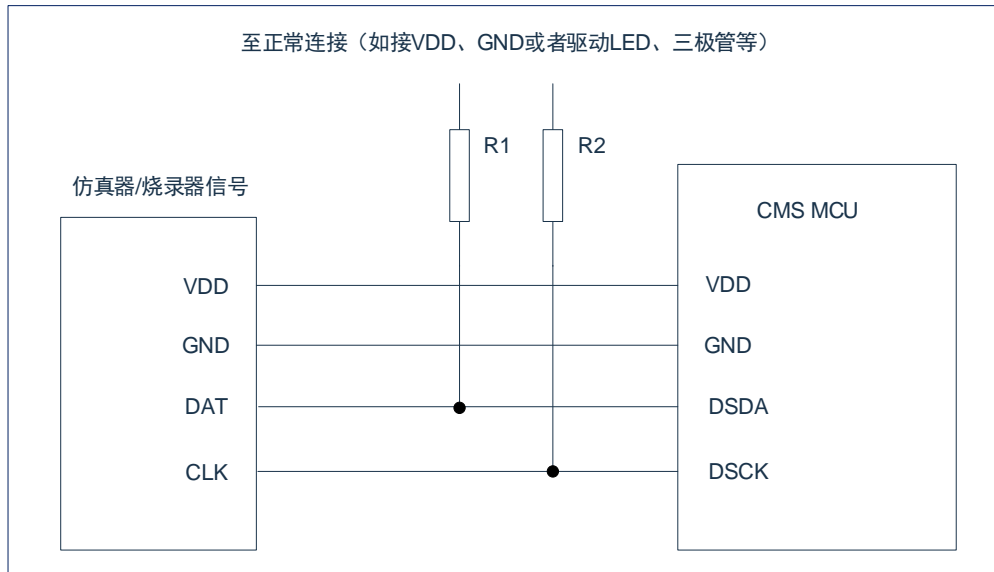 至正常连接（如接VDD、GND或者驱动LED、三极管等）
R1
R2
仿真器/烧录器信号
CMS MCU
VDD
VDD
GND
GND
DAT
DSDA
CLK
DSCK